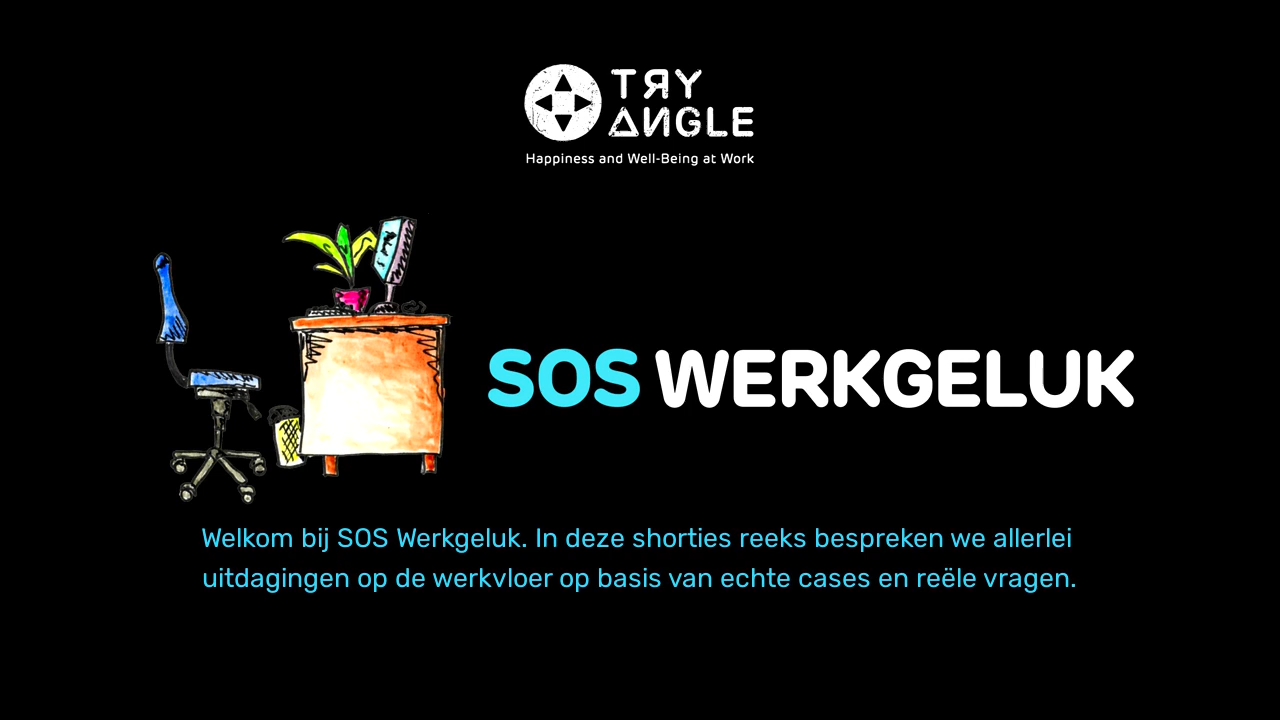 TRY
ANGLE
Happiness and Well-Being at Work
SOS WERKGELUK
Welkom bij SOS Werkgeluk. In deze shorties reeks bespreken we allerlei
uitdagingen op de werkvloer op basis van echte cases en reële vragen.